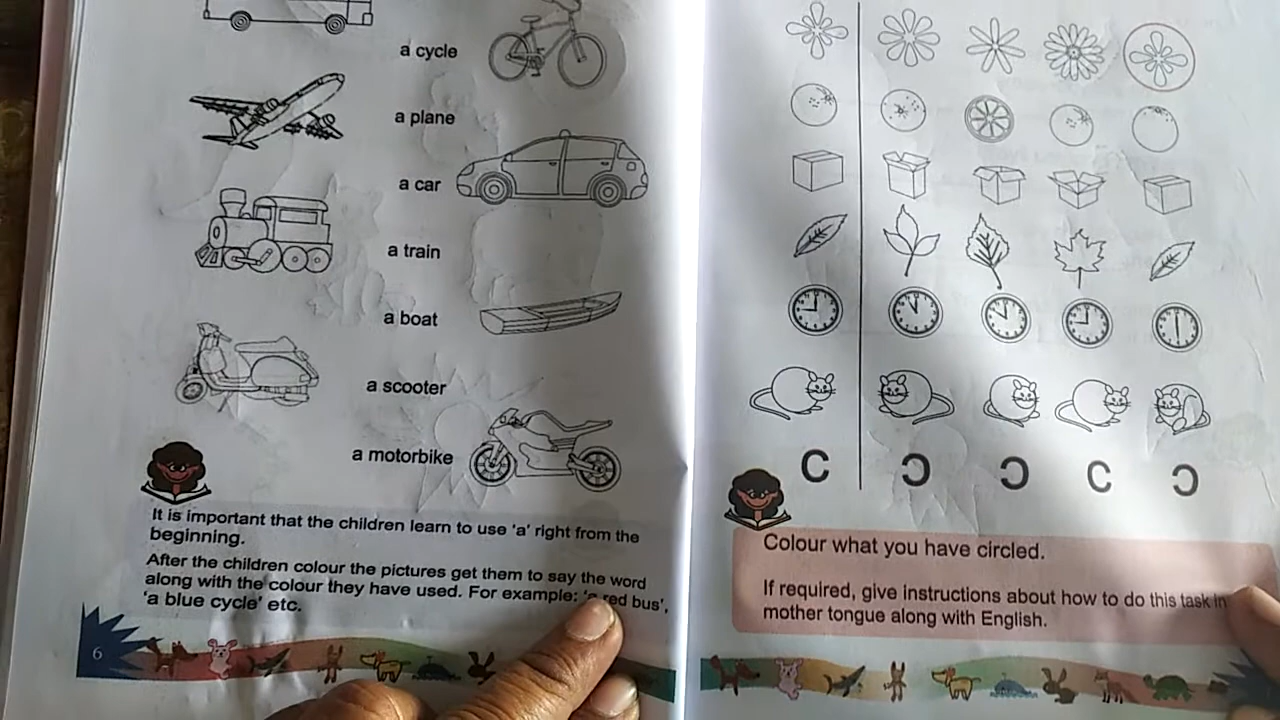 a cycle
a plane
a car
a train
a boat
a scooter
a motorbike
It is important that the children learn to use 'a' right from the
beginning.
After the children colour the pictures get them to say the word
along with the colour they have used. For example: 'a red bus',
'a blue cycle' etc.
6
C Ɔ Ɔ C Ɔ
Colour what you have circled.
If required, give instructions about how to do this task in
mother tongue along with English.